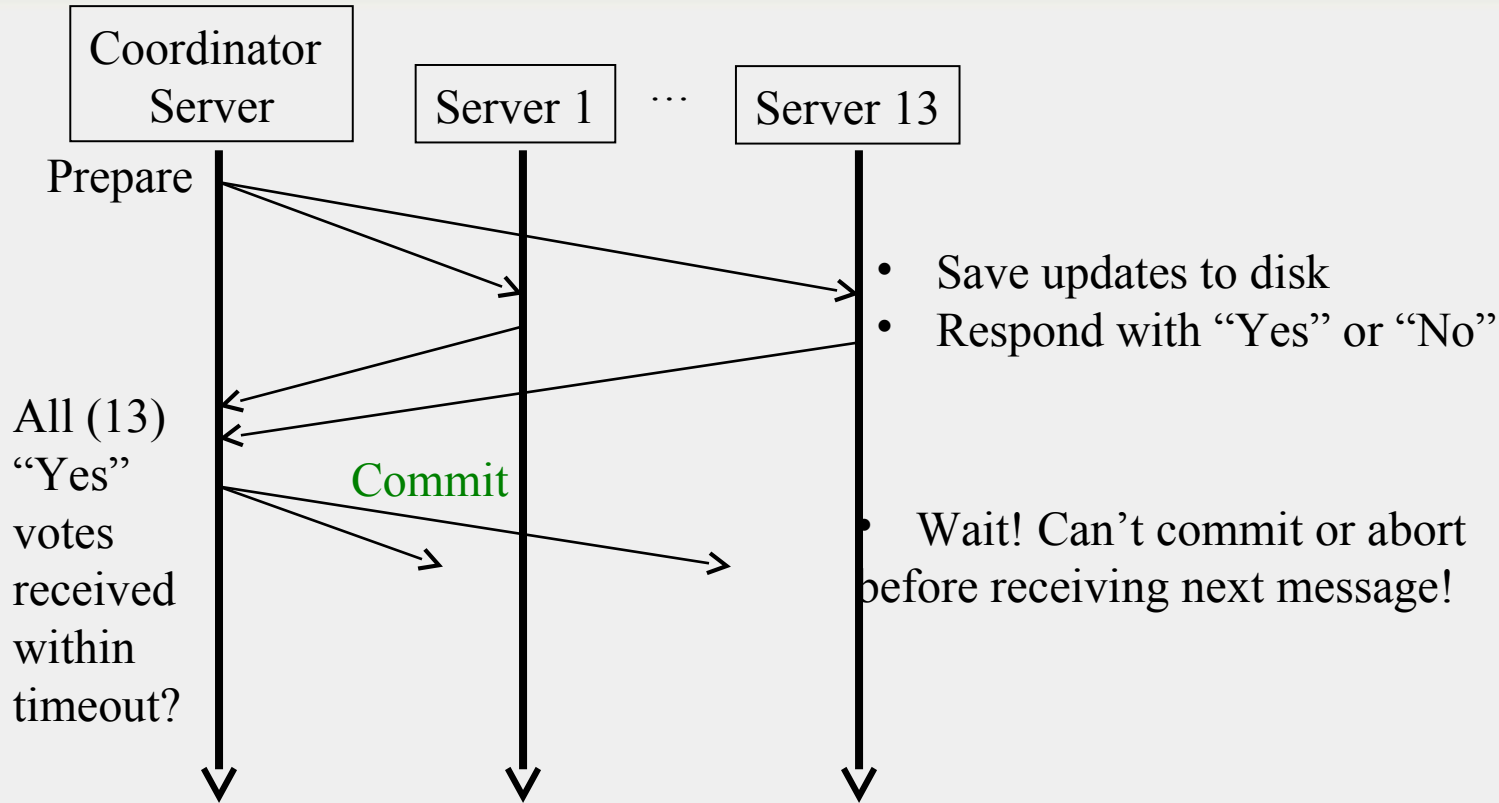 Coordinator
Server
Server 1
…
Server 13
Prepare
• Save updates to disk
• Respond with “Yes” or “No”
All (13)
“Yes”
votes
received
within
timeout?
Commit
• Wait! Can’t commit or abort
before receiving next message!